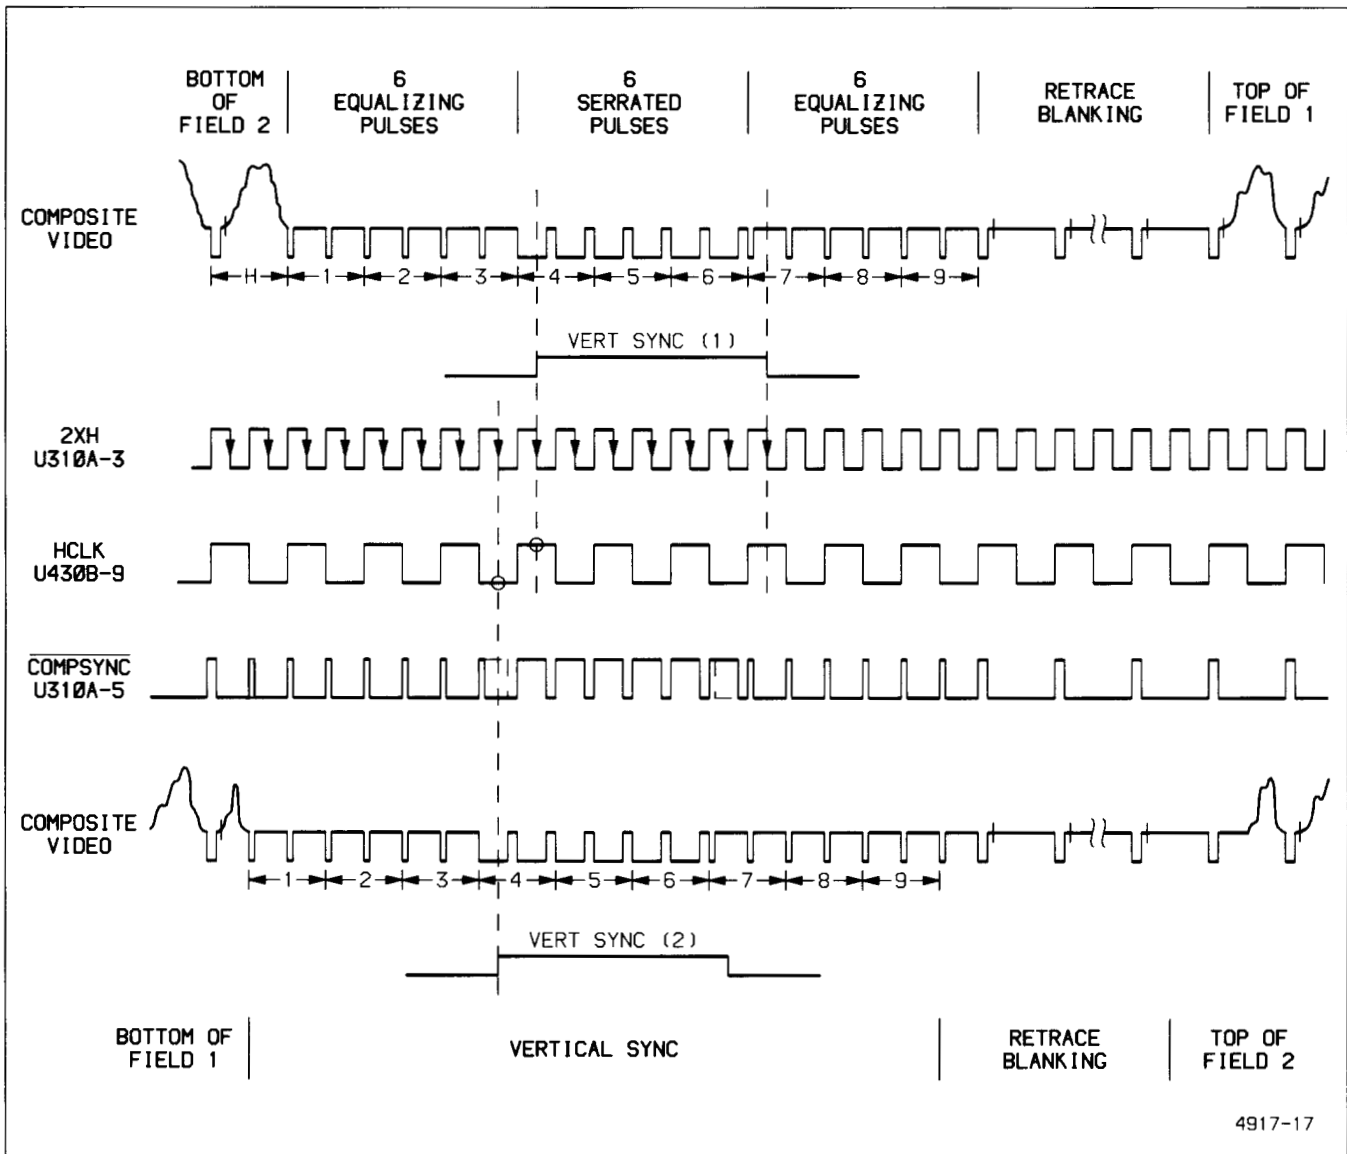 BOTTOM
OF
FIELD 2
6
EQUALIZING
PULSES
6
SERRATED
PULSES
6
EQUALIZING
PULSES
RETRACE
BLANKING
TOP OF
FIELD 1
COMPOSITE
VIDEO
H 1 2 3 4 5 6 7 8 9
VERT SYNC (1)
2XH
U310A-3
HCLK
U430B-9
COMPSYNC
U310A-5
COMPOSITE
VIDEO
1 2 3 4 5 6 7 8 9
VERT SYNC (2)
BOTTOM OF
FIELD 1
VERTICAL SYNC
RETRACE
BLANKING
TOP OF
FIELD 2
4917-17